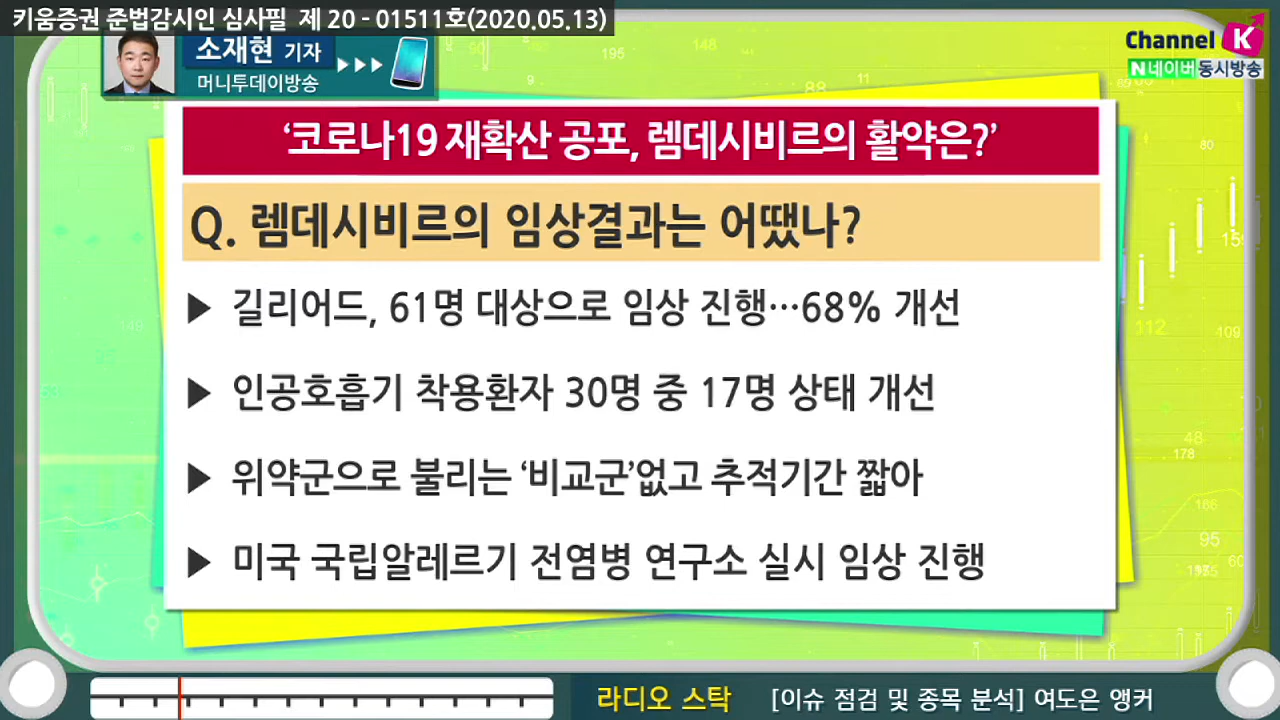 키움증권 준법감시인 심사필 제 20 - 01511호(2020.05.13)
소재현 기자
머니투데이방송
Channel K
N 네이버 동시방송
‘코로나19 재확산 공포, 렘데시비르의 활약은?’
Q. 렘데시비르의 임상결과는 어땠나?
▶ 길리어드, 61명 대상으로 임상 진행…68% 개선
▶ 인공호흡기 착용환자 30명 중 17명 상태 개선
▶ 위약군으로 불리는 ‘비교군’없고 추적기간 짧아
▶ 미국 국립알레르기 전염병 연구소 실시 임상 진행
라디오 스탁 [이슈 점검 및 종목 분석] 여도은 앵커